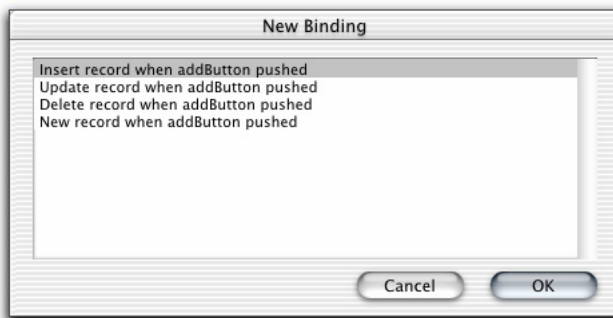 New Binding
Insert record when addButton pushed
Update record when addButton pushed
Delete record when addButton pushed
New record when addButton pushed
Cancel OK